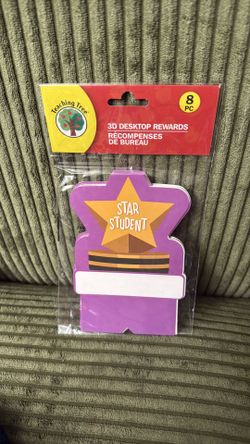 Teaching Tree
8
PC
3D DESKTOP REWARDS
RÉCOMPENSES
DE BUREAU
STAR
STUDENT